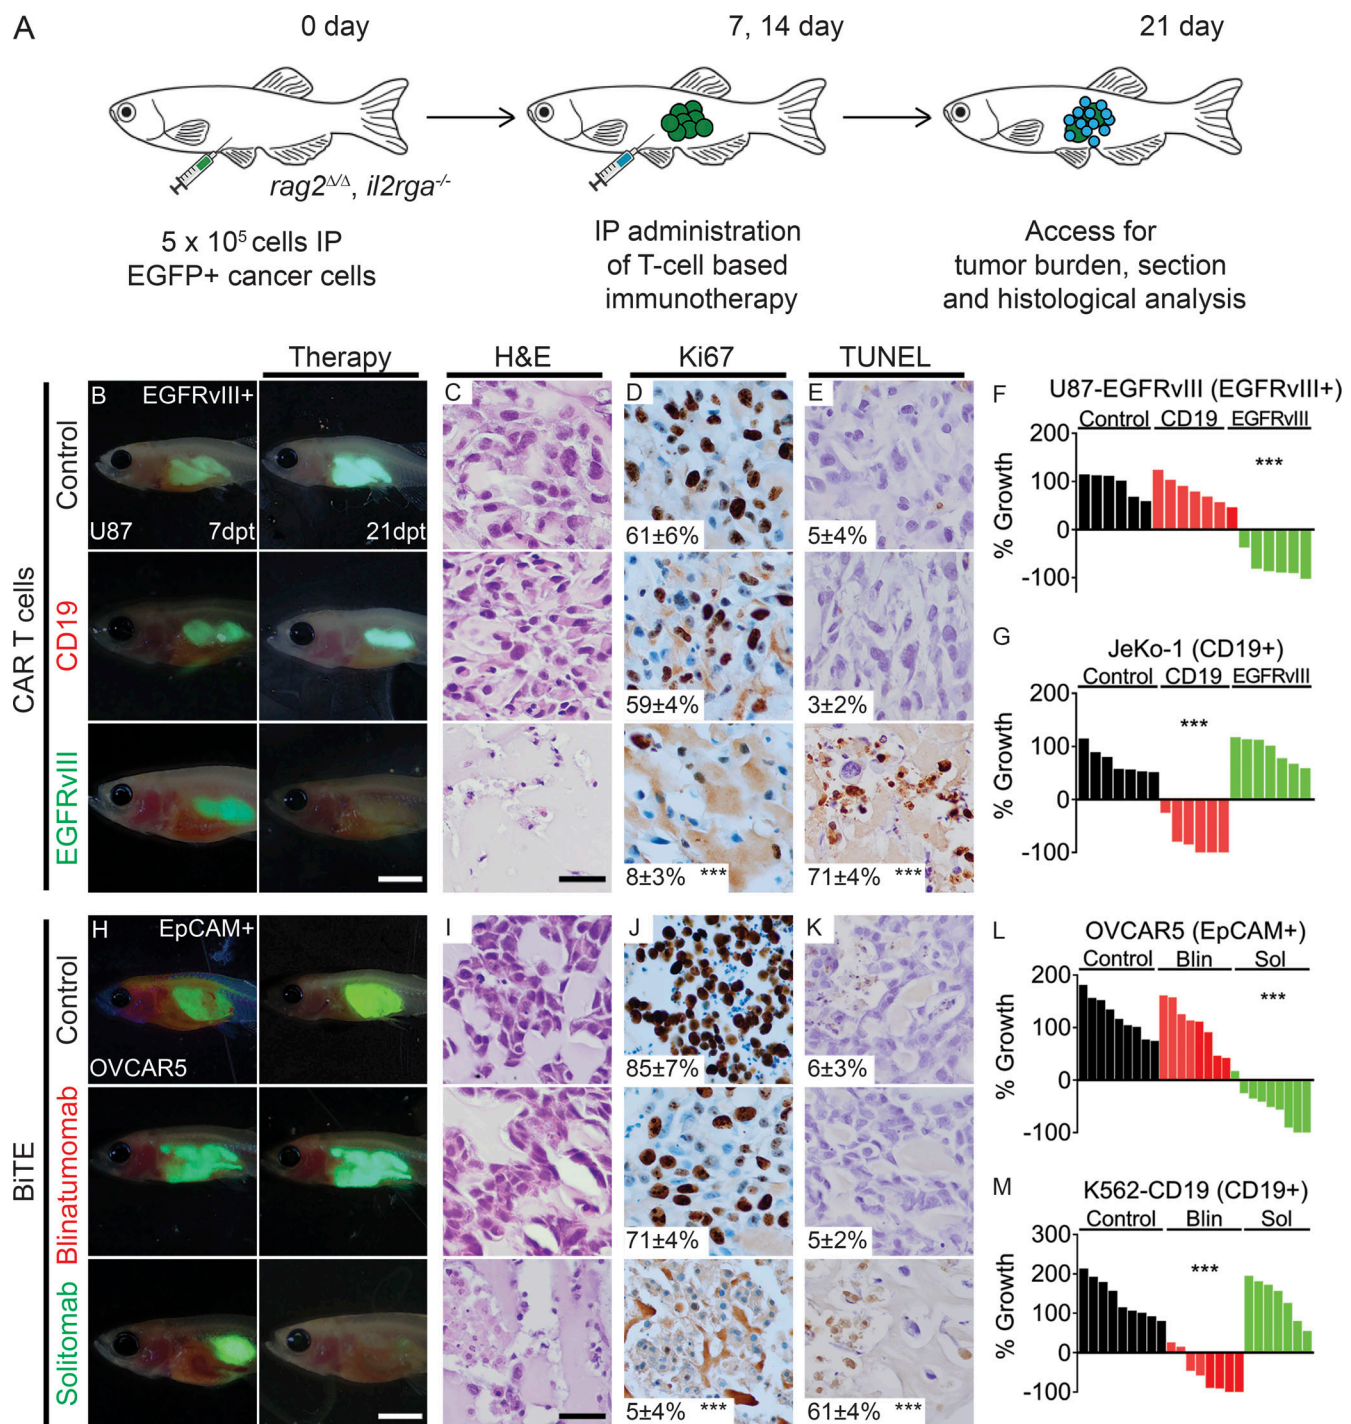 A
0 day
7, 14 day
21 day
rag2Δ/Δ, il2rga-/-
5 x 10⁵ cells IP
EGFP+ cancer cells
IP administration
of T-cell based
immunotherapy
Access for
tumor burden, section
and histological analysis
Therapy
H&E
Ki67
TUNEL
CAR T cells
Control
B
EGFRvIII+
U87
7dpt
21dpt
C
D
61±6%
E
5±4%
CD19
59±4%
3±2%
EGFRvIII
8±3% ***
71±4% ***
F
U87-EGFRvIII (EGFRvIII+)
Control CD19 EGFRvIII
% Growth
200
100
0
-100
***
G
JeKo-1 (CD19+)
Control CD19 EGFRvIII
% Growth
200
100
0
-100
***
BiTE
Control
H
EpCAM+
OVCAR5
I
J
85±7%
K
6±3%
Blinatumomab
71±4%
5±2%
Solitomab
5±4% ***
61±4% ***
L
OVCAR5 (EpCAM+)
Control Blin Sol
% Growth
200
100
0
-100
***
M
K562-CD19 (CD19+)
Control Blin Sol
% Growth
300
200
100
0
-100
***